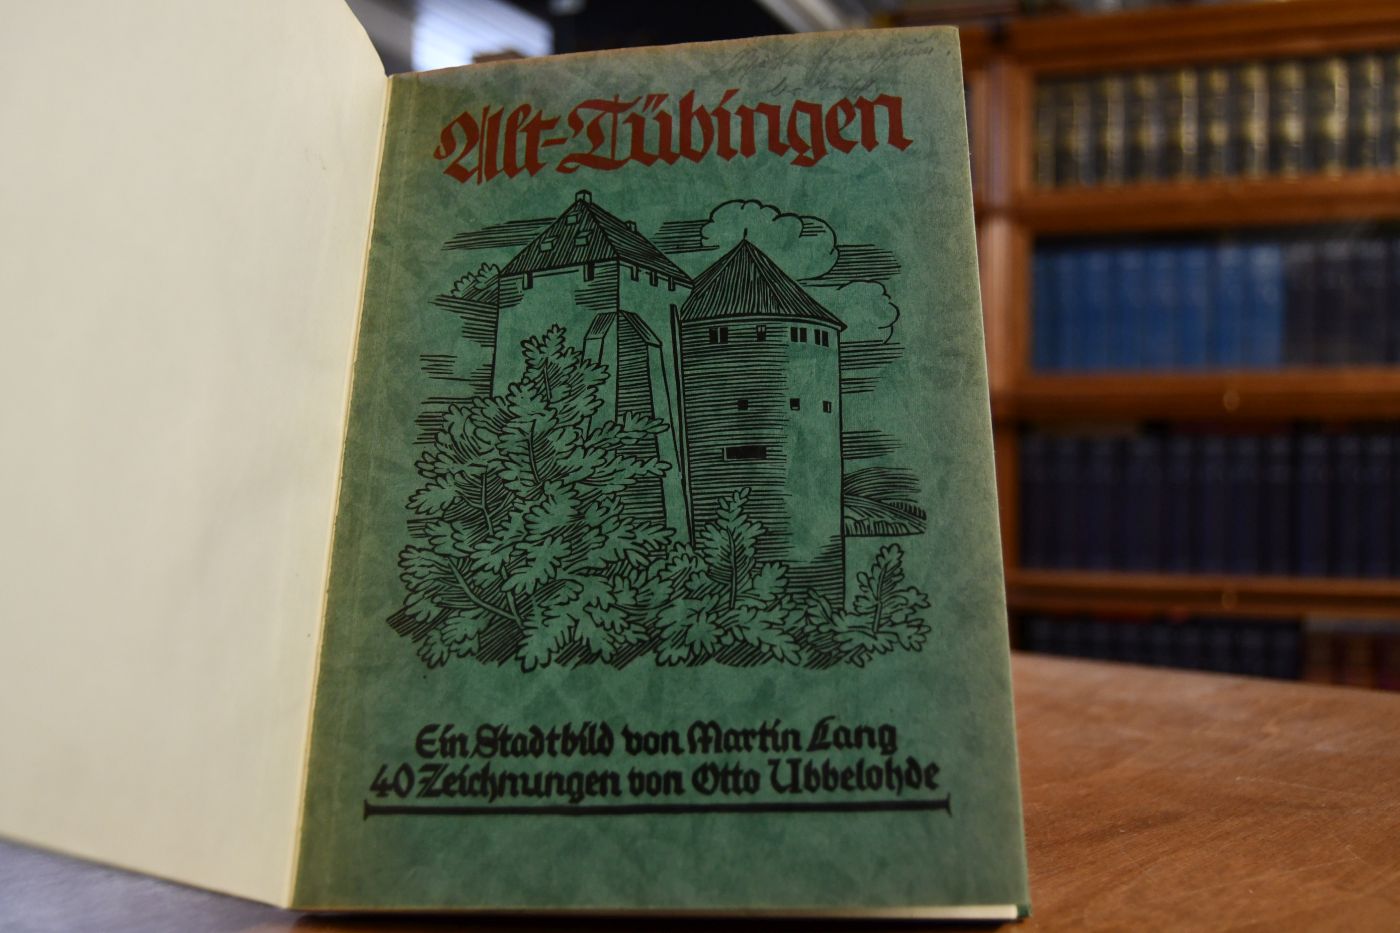 Alt-Tübingen
Ein Stadtbild von Martin Lang
40 Zeichnungen von Otto Ubbelohde